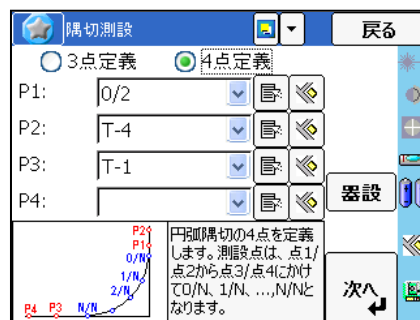 隅切測設
戻る
3点定義
4点定義
P1:
0/2
P2:
T-4
P3:
T-1
P4:
器設
P2
P1
0/N
1/N
2/N
P4 P3 N/N
円弧隅切の4点を定義
します。測設点は、点1/
点2から点3/点4にかけ
て0/N、1/N、...,N/Nと
なります。
次へ